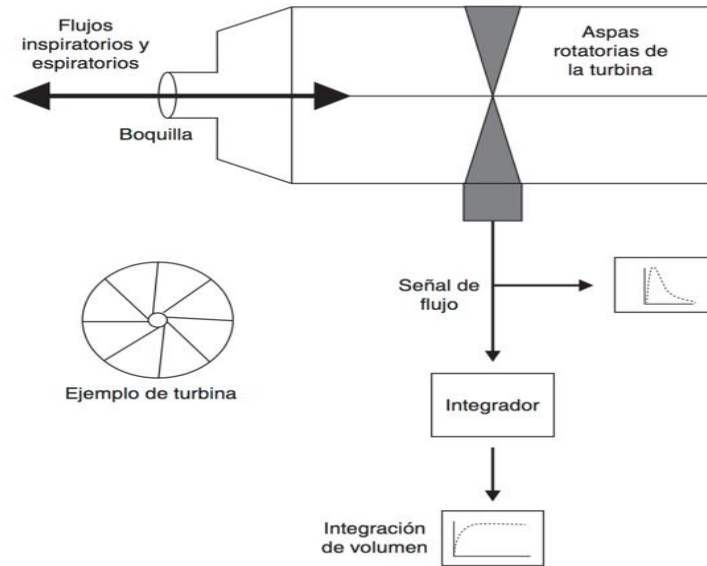 Flujos
inspiratorios y
espiratorios
Aspas
rotatorias de
la turbina
Boquilla
Señal de
flujo
Ejemplo de turbina
Integrador
Integración
de volumen